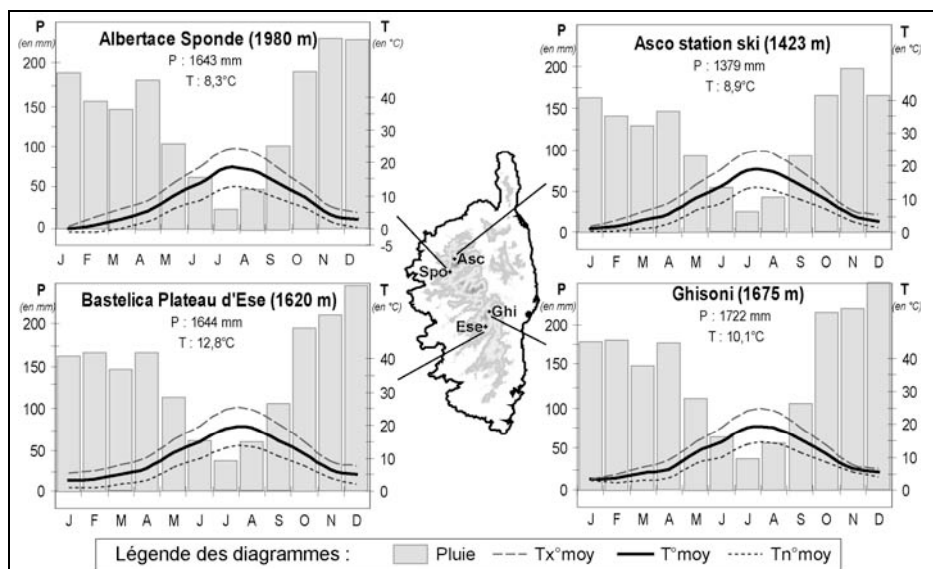 P
(en mm)
Albertace Sponde (1980 m)
P : 1643 mm
T : 8,3°C
T
(en °C)
200
150
100
50
0
40
30
20
10
0
-5
J F M A M J J A S O N D
P
(en mm)
Asco station ski (1423 m)
P : 1379 mm
T : 8,9°C
T
(en °C)
200
150
100
50
0
40
30
20
10
0
J F M A M J J A S O N D
Asc
Spo
Ghi
Ese
P
(en mm)
Bastelica Plateau d'Ese (1620 m)
P : 1644 mm
T : 12,8°C
T
(en °C)
200
150
100
50
0
40
30
20
10
0
J F M A M J J A S O N D
P
(en mm)
Ghisoni (1675 m)
P : 1722 mm
T : 10,1°C
T
(en °C)
200
150
100
50
0
40
30
20
10
0
J F M A M J J A S O N D
Légende des diagrammes : Pluie Tx°moy T°moy Tn°moy